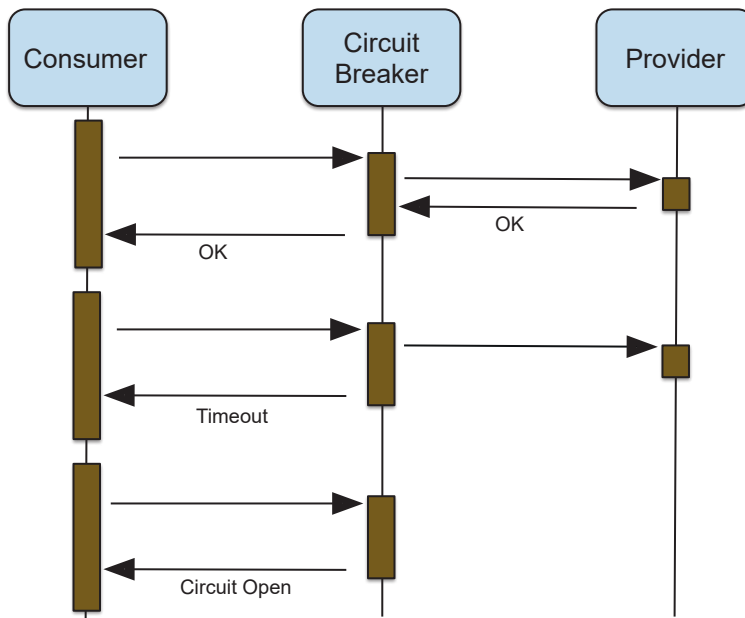 Consumer
Circuit
Breaker
Provider
OK
OK
Timeout
Circuit Open